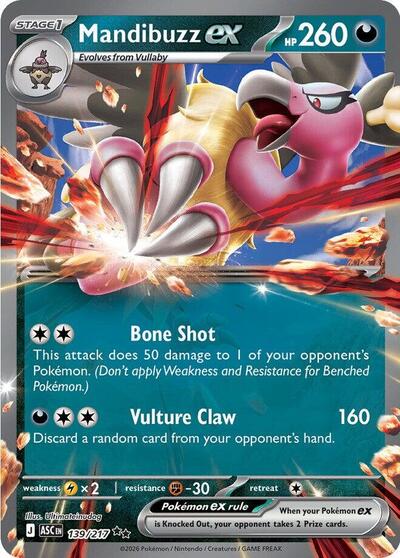 STAGE1
Mandibuzz ex
HP 260
Evolves from Vullaby
Bone Shot
This attack does 50 damage to 1 of your opponent's
Pokémon. (Don't apply Weakness and Resistance for Benched
Pokémon.)
Vulture Claw 160
Discard a random card from your opponent's hand.
weakness ×2 resistance -30 retreat
Illus. Ultimateinudog
J ASC EN 139/217
Pokémon ex rule
When your Pokémon ex
is Knocked Out, your opponent takes 2 Prize cards.
©2026 Pokémon / Nintendo / Creatures / GAME FREAK